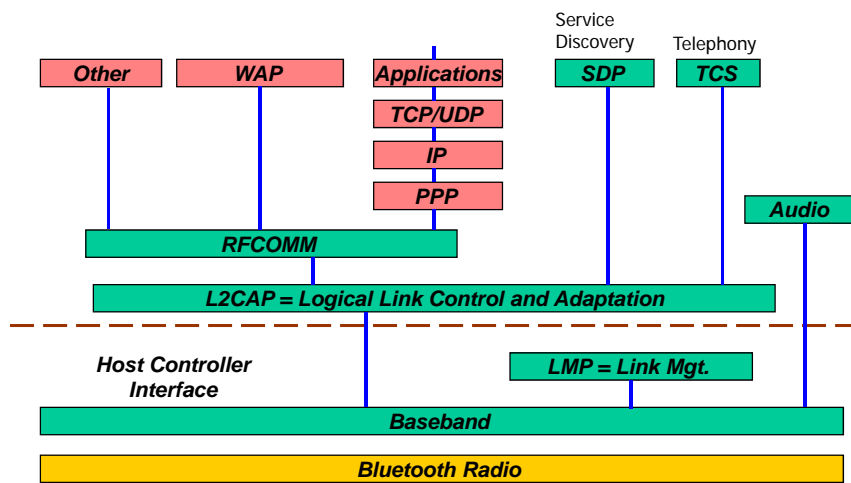 Service
Discovery
Telephony
Other
WAP
Applications
SDP
TCS
TCP/UDP
IP
PPP
Audio
RFCOMM
L2CAP = Logical Link Control and Adaptation
Host Controller
Interface
LMP = Link Mgt.
Baseband
Bluetooth Radio